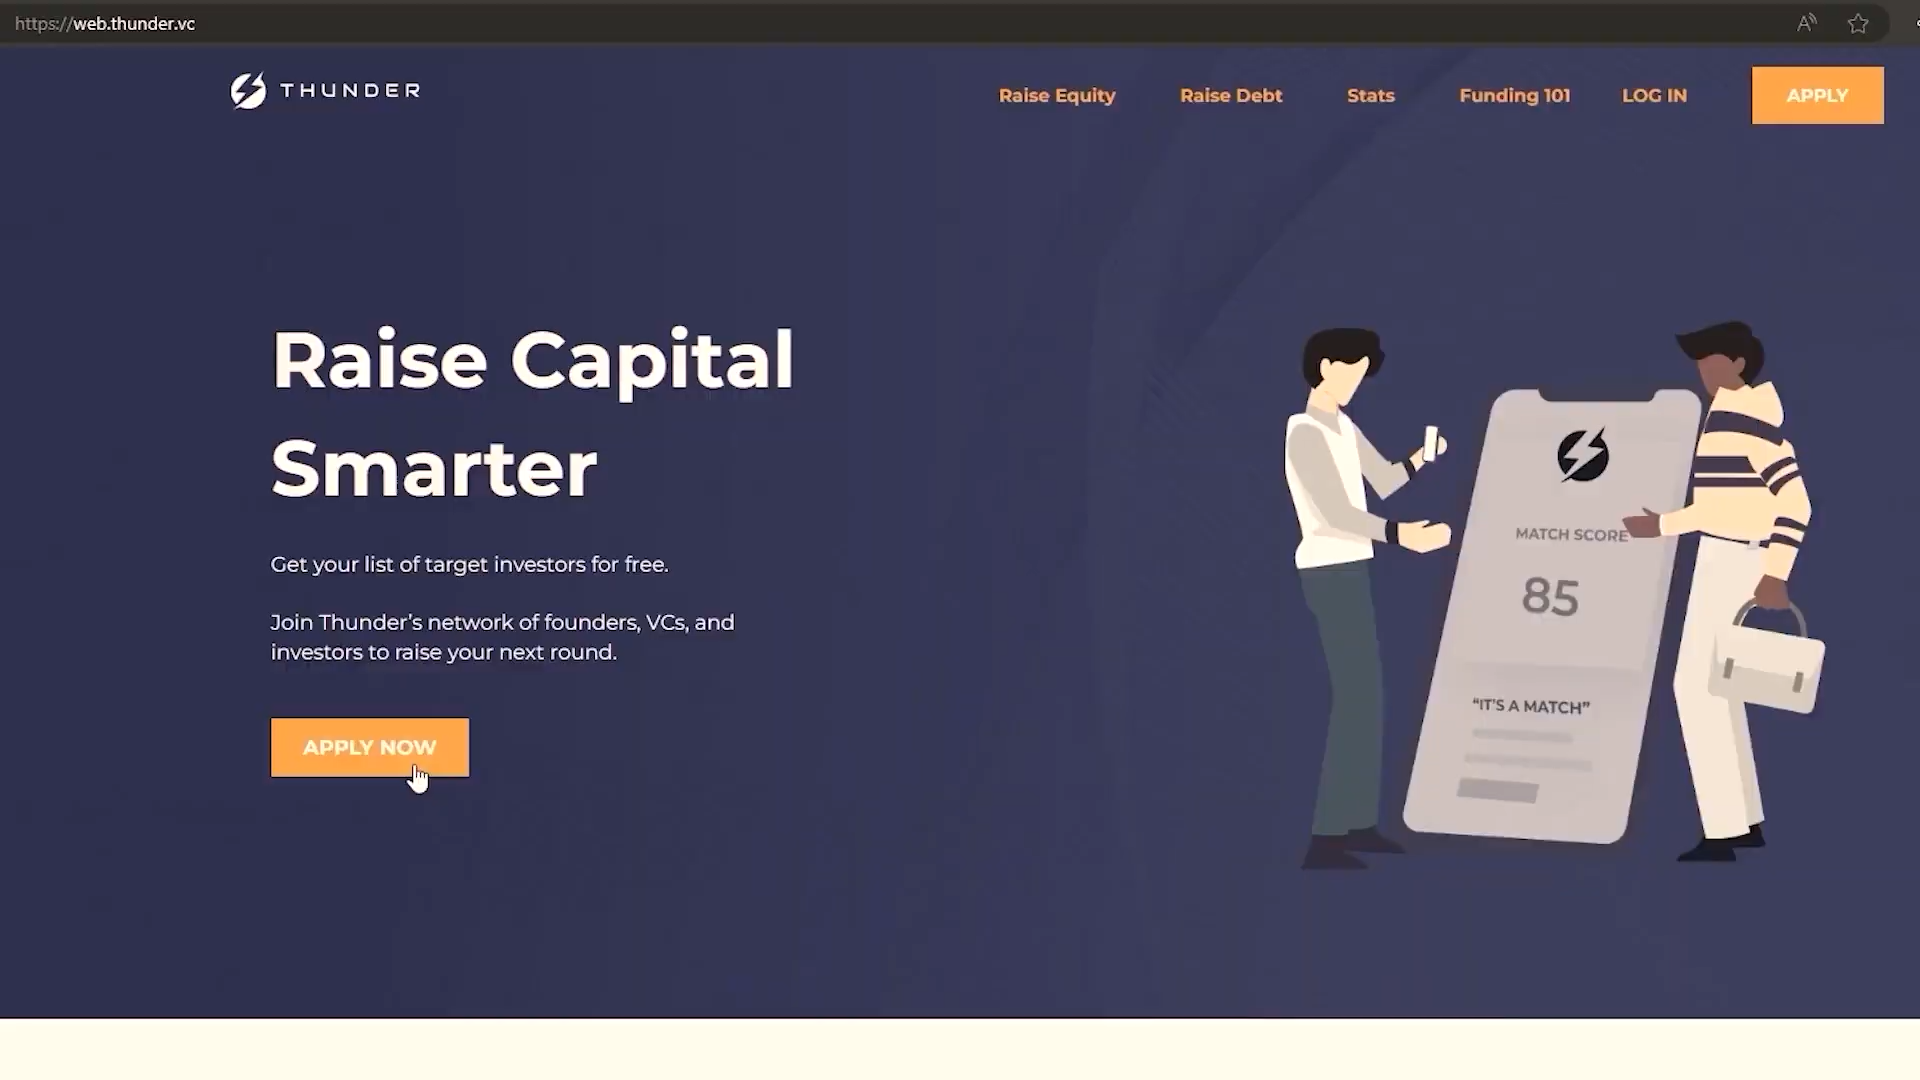 https://web.thunder.vc
THUNDER
Raise Equity
Raise Debt
Stats
Funding 101
LOG IN
APPLY
Raise Capital
Smarter
Get your list of target investors for free.
Join Thunder’s network of founders, VCs, and
investors to raise your next round.
APPLY NOW
MATCH SCORE
85
“IT'S A MATCH”